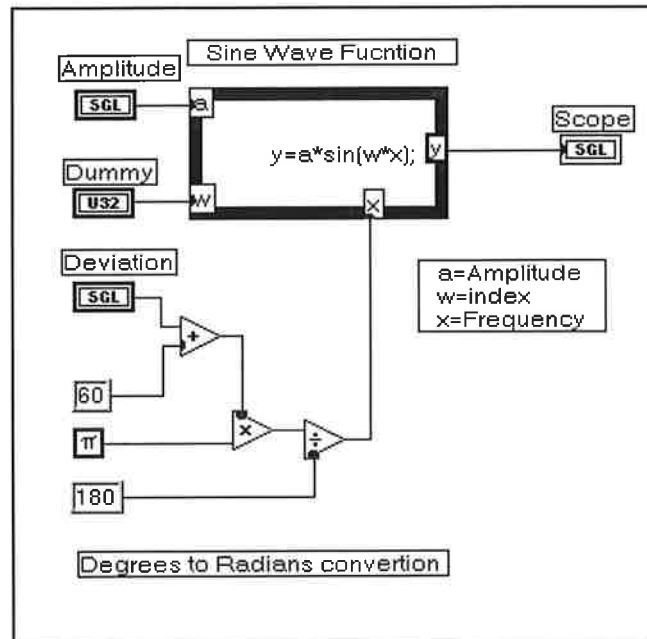 Sine Wave Fucntion
Amplitude
SGL
a
y=a*sin(w*x);
y
Scope
SGL
Dummy
U32
w
x
Deviation
SGL
a=Amplitude
w=index
x=Frequency
+
60
x
÷
π
180
Degrees to Radians convertion